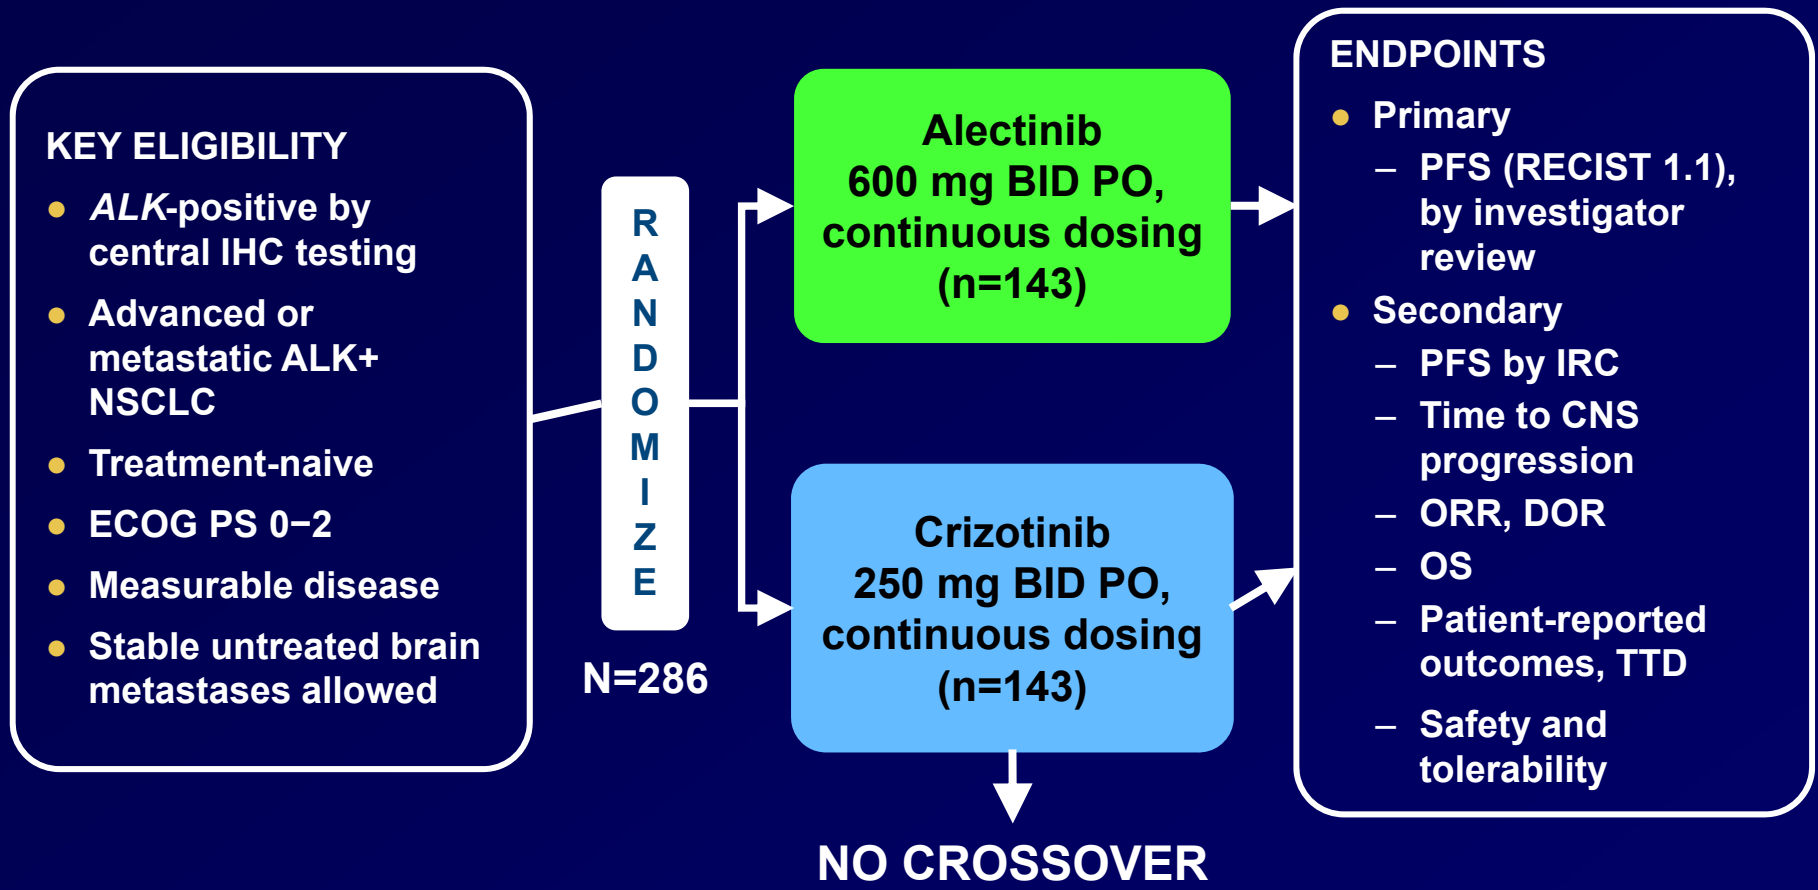 KEY ELIGIBILITY
● ALK-positive by
central IHC testing
● Advanced or
metastatic ALK+
NSCLC
● Treatment-naive
● ECOG PS 0−2
● Measurable disease
● Stable untreated brain
metastases allowed
R
A
N
D
O
M
I
Z
E
N=286
Alectinib
600 mg BID PO,
continuous dosing
(n=143)
Crizotinib
250 mg BID PO,
continuous dosing
(n=143)
NO CROSSOVER
ENDPOINTS
● Primary
– PFS (RECIST 1.1),
by investigator
review
● Secondary
– PFS by IRC
– Time to CNS
progression
– ORR, DOR
– OS
– Patient-reported
outcomes, TTD
– Safety and
tolerability